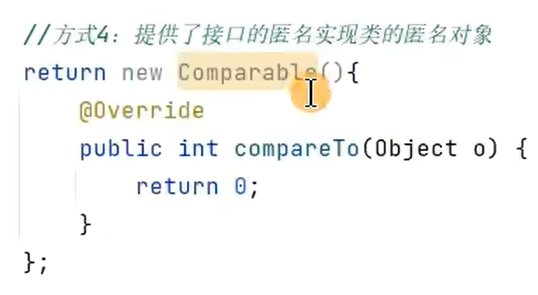 //方式4：提供了接口的匿名实现类的匿名对象
return new Comparable(){
    @Override
    public int compareTo(Object o) {
        return 0;
    }
};